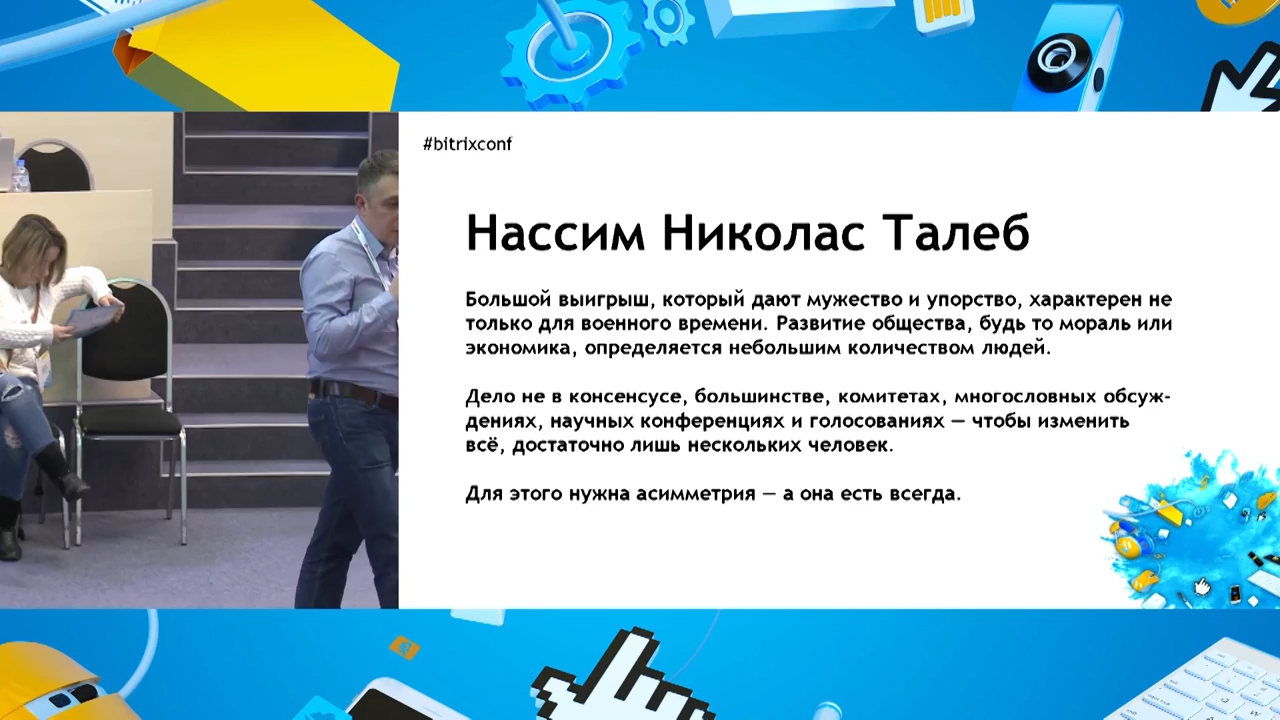 #bitrixconf
Нассим Николас Талеб
Большой выигрыш, который дают мужество и упорство, характерен не
только для военного времени. Развитие общества, будь то мораль или
экономика, определяется небольшим количеством людей.
Дело не в консенсусе, большинстве, комитетах, многословных обсуж-
дениях, научных конференциях и голосованиях — чтобы изменить
всё, достаточно лишь нескольких человек.
Для этого нужна асимметрия — а она есть всегда.